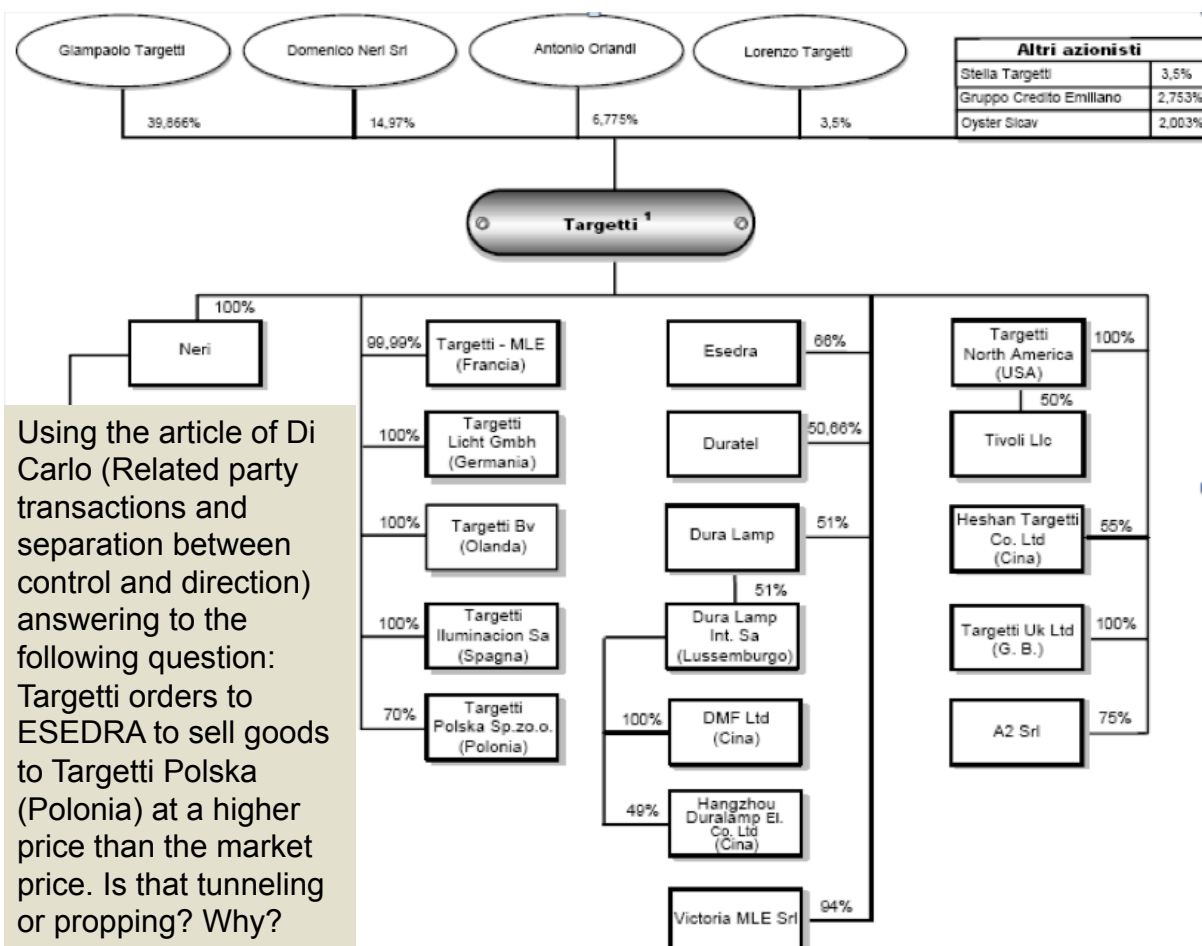 Giampaolo Targetti
Domenico Neri Srl
Antonio Orlandi
Lorenzo Targetti
Altri azionisti
Stella Targetti 3,5%
Gruppo Credito Emiliano 2,753%
Oyster Sicav 2,003%
39,866%
14,97%
6,775%
3,5%
Targetti 1
100%
Neri
99,99%
Targetti - MLE
(Francia)
100%
Targetti
Licht Gmbh
(Germania)
100%
Targetti Bv
(Olanda)
100%
Targetti
Iluminacion Sa
(Spagna)
70%
Targetti
Polska Sp.zo.o.
(Polonia)
Esedra
66%
Duratel
50,66%
Dura Lamp
51%
51%
Dura Lamp
Int. Sa
(Lussemburgo)
100%
DMF Ltd
(Cina)
49%
Hangzhou
Duralamp El.
Co. Ltd
(Cina)
Victoria MLE Srl
94%
Targetti
North America
(USA)
100%
50%
Tivoli Llc
Heshan Targetti
Co. Ltd
(Cina)
55%
Targetti Uk Ltd
(G. B.)
100%
A2 Srl
75%
Using the article of Di
Carlo (Related party
transactions and
separation between
control and direction)
answering to the
following question:
Targetti orders to
ESEDRA to sell goods
to Targetti Polska
(Polonia) at a higher
price than the market
price. Is that tunneling
or propping? Why?